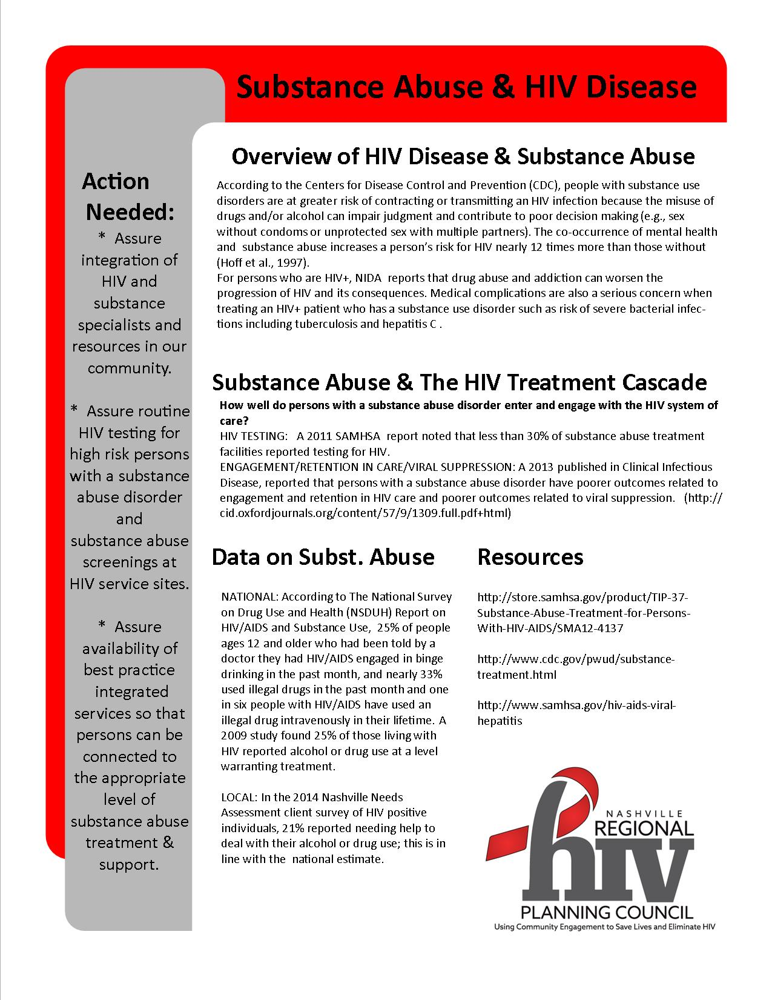 Substance Abuse & HIV Disease
Action
Needed:
* Assure
integration of
HIV and
substance
specialists and
resources in our
community.
* Assure routine
HIV testing for
high risk persons
with a substance
abuse disorder
and
substance abuse
screenings at
HIV service sites.
* Assure
availability of
best practice
integrated
services so that
persons can be
connected to
the appropriate
level of
substance abuse
treatment &
support.
Overview of HIV Disease & Substance Abuse
According to the Centers for Disease Control and Prevention (CDC), people with substance use
disorders are at greater risk of contracting or transmitting an HIV infection because the misuse of
drugs and/or alcohol can impair judgment and contribute to poor decision making (e.g., sex
without condoms or unprotected sex with multiple partners). The co-occurrence of mental health
and substance abuse increases a person's risk for HIV nearly 12 times more than those without
(Hoff et al., 1997).
For persons who are HIV+, NIDA reports that drug abuse and addiction can worsen the
progression of HIV and its consequences. Medical complications are also a serious concern when
treating an HIV+ patient who has a substance use disorder such as risk of severe bacterial infec-
tions including tuberculosis and hepatitis C .
Substance Abuse & The HIV Treatment Cascade
How well do persons with a substance abuse disorder enter and engage with the HIV system of
care?
HIV TESTING: A 2011 SAMHSA report noted that less than 30% of substance abuse treatment
facilities reported testing for HIV.
ENGAGEMENT/RETENTION IN CARE/VIRAL SUPPRESSION: A 2013 published in Clinical Infectious
Disease, reported that persons with a substance abuse disorder have poorer outcomes related to
engagement and retention in HIV care and poorer outcomes related to viral suppression. (http://
cid.oxfordjournals.org/content/57/9/1309.full.pdf+html)
Data on Subst. Abuse
NATIONAL: According to The National Survey
on Drug Use and Health (NSDUH) Report on
HIV/AIDS and Substance Use, 25% of people
ages 12 and older who had been told by a
doctor they had HIV/AIDS engaged in binge
drinking in the past month, and nearly 33%
used illegal drugs in the past month and one
in six people with HIV/AIDS have used an
illegal drug intravenously in their lifetime. A
2009 study found 25% of those living with
HIV reported alcohol or drug use at a level
warranting treatment.
LOCAL: In the 2014 Nashville Needs
Assessment client survey of HIV positive
individuals, 21% reported needing help to
deal with their alcohol or drug use; this is in
line with the national estimate.
Resources
http://store.samhsa.gov/product/TIP-37-
Substance-Abuse-Treatment-for-Persons-
With-HIV-AIDS/SMA12-4137
http://www.cdc.gov/pwud/substance-
treatment.html
http://www.samhsa.gov/hiv-aids-viral-
hepatitis
NASHVILLE
REGIONAL
hiv
PLANNING COUNCIL
Using Community Engagement to Save Lives and Eliminate HIV